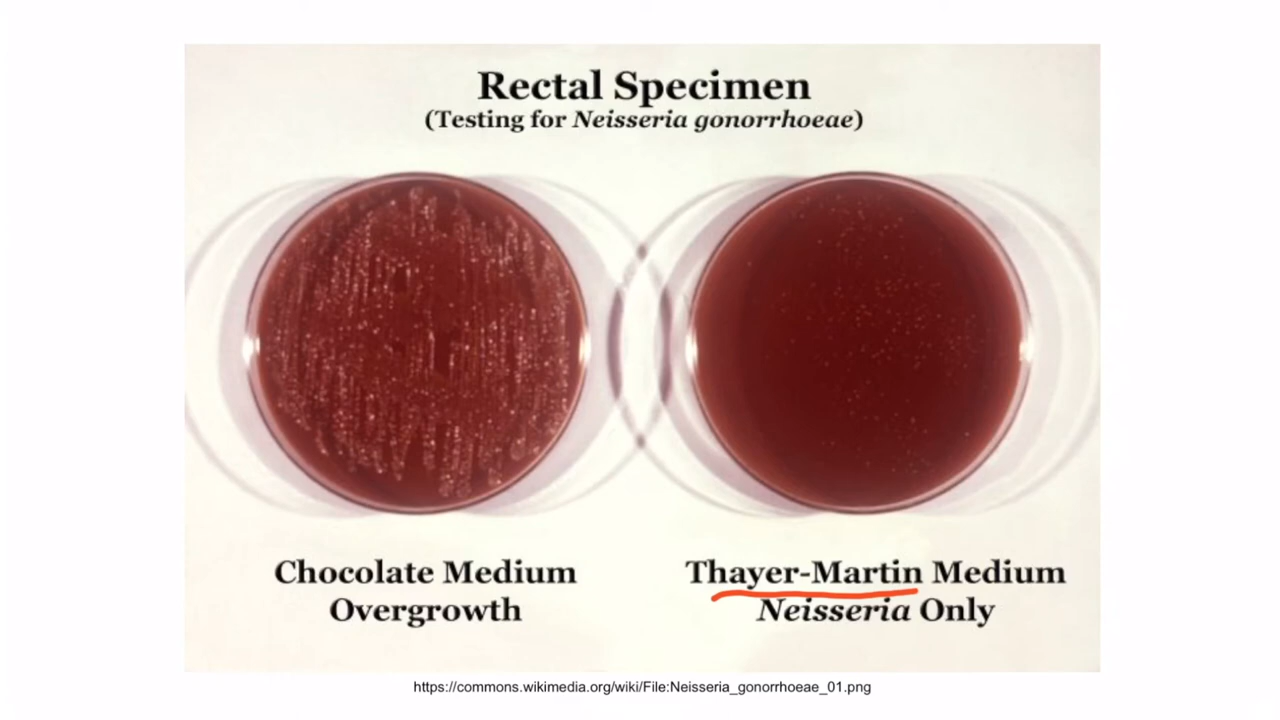 Rectal Specimen
(Testing for Neisseria gonorrhoeae)
Chocolate Medium
Overgrowth
Thayer-Martin Medium
Neisseria Only
https://commons.wikimedia.org/wiki/File:Neisseria_gonorrhoeae_01.png